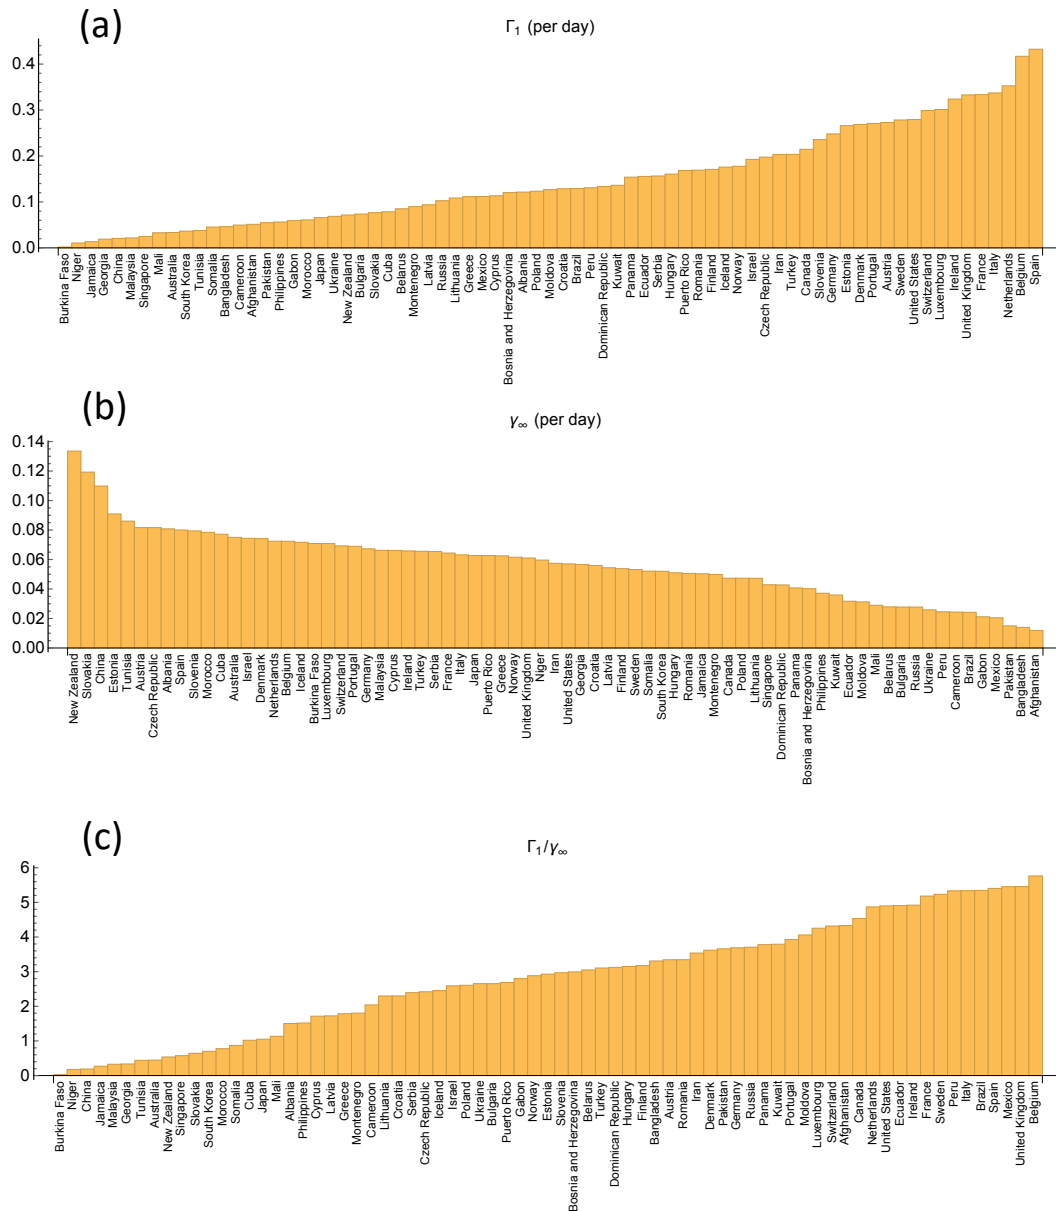 (a)
Γ₁ (per day)
0.4
0.3
0.2
0.1
0.0
Burkina Faso
Niger
Jamaica
Georgia
China
Malaysia
Singapore
Mali
Australia
South Korea
Tunisia
Somalia
Bangladesh
Cameroon
Afghanistan
Pakistan
Philippines
Gabon
Morocco
Japan
Ukraine
New Zealand
Bulgaria
Slovakia
Cuba
Belarus
Montenegro
Latvia
Russia
Lithuania
Greece
Mexico
Cyprus
Bosnia and Herzegovina
Albania
Poland
Moldova
Croatia
Brazil
Peru
Dominican Republic
Kuwait
Panama
Ecuador
Serbia
Hungary
Puerto Rico
Romania
Finland
Iceland
Norway
Israel
Czech Republic
Iran
Turkey
Canada
Slovenia
Germany
Estonia
Denmark
Portugal
Austria
Sweden
United States
Switzerland
Luxembourg
Ireland
United Kingdom
France
Italy
Netherlands
Belgium
Spain
(b)
γ∞ (per day)
0.14
0.12
0.10
0.08
0.06
0.04
0.02
0.00
New Zealand
Slovakia
China
Estonia
Tunisia
Austria
Czech Republic
Albania
Spain
Slovenia
Morocco
Cuba
Australia
Israel
Denmark
Netherlands
Belgium
Iceland
Burkina Faso
Luxembourg
Switzerland
Portugal
Germany
Malaysia
Cyprus
Ireland
Turkey
Serbia
France
Italy
Japan
Puerto Rico
Greece
Norway
United Kingdom
Niger
Iran
United States
Georgia
Croatia
Latvia
Finland
Sweden
Somalia
South Korea
Hungary
Romania
Jamaica
Montenegro
Canada
Poland
Lithuania
Singapore
Dominican Republic
Panama
Bosnia and Herzegovina
Philippines
Kuwait
Ecuador
Moldova
Mali
Belarus
Bulgaria
Russia
Ukraine
Peru
Cameroon
Brazil
Gabon
Mexico
Pakistan
Bangladesh
Afghanistan
(c)
Γ₁/γ∞
6
5
4
3
2
1
0
Burkina Faso
Niger
China
Jamaica
Malaysia
Georgia
Tunisia
Australia
New Zealand
Singapore
Slovakia
South Korea
Morocco
Somalia
Cuba
Japan
Mali
Albania
Philippines
Cyprus
Latvia
Greece
Montenegro
Cameroon
Lithuania
Croatia
Serbia
Czech Republic
Iceland
Israel
Poland
Ukraine
Bulgaria
Puerto Rico
Gabon
Norway
Estonia
Slovenia
Bosnia and Herzegovina
Belarus
Turkey
Dominican Republic
Hungary
Finland
Bangladesh
Austria
Romania
Iran
Denmark
Pakistan
Germany
Russia
Panama
Kuwait
Portugal
Moldova
Luxembourg
Switzerland
Afghanistan
Canada
Netherlands
United States
Ecuador
Ireland
France
Sweden
Peru
Italy
Brazil
Spain
Mexico
United Kingdom
Belgium